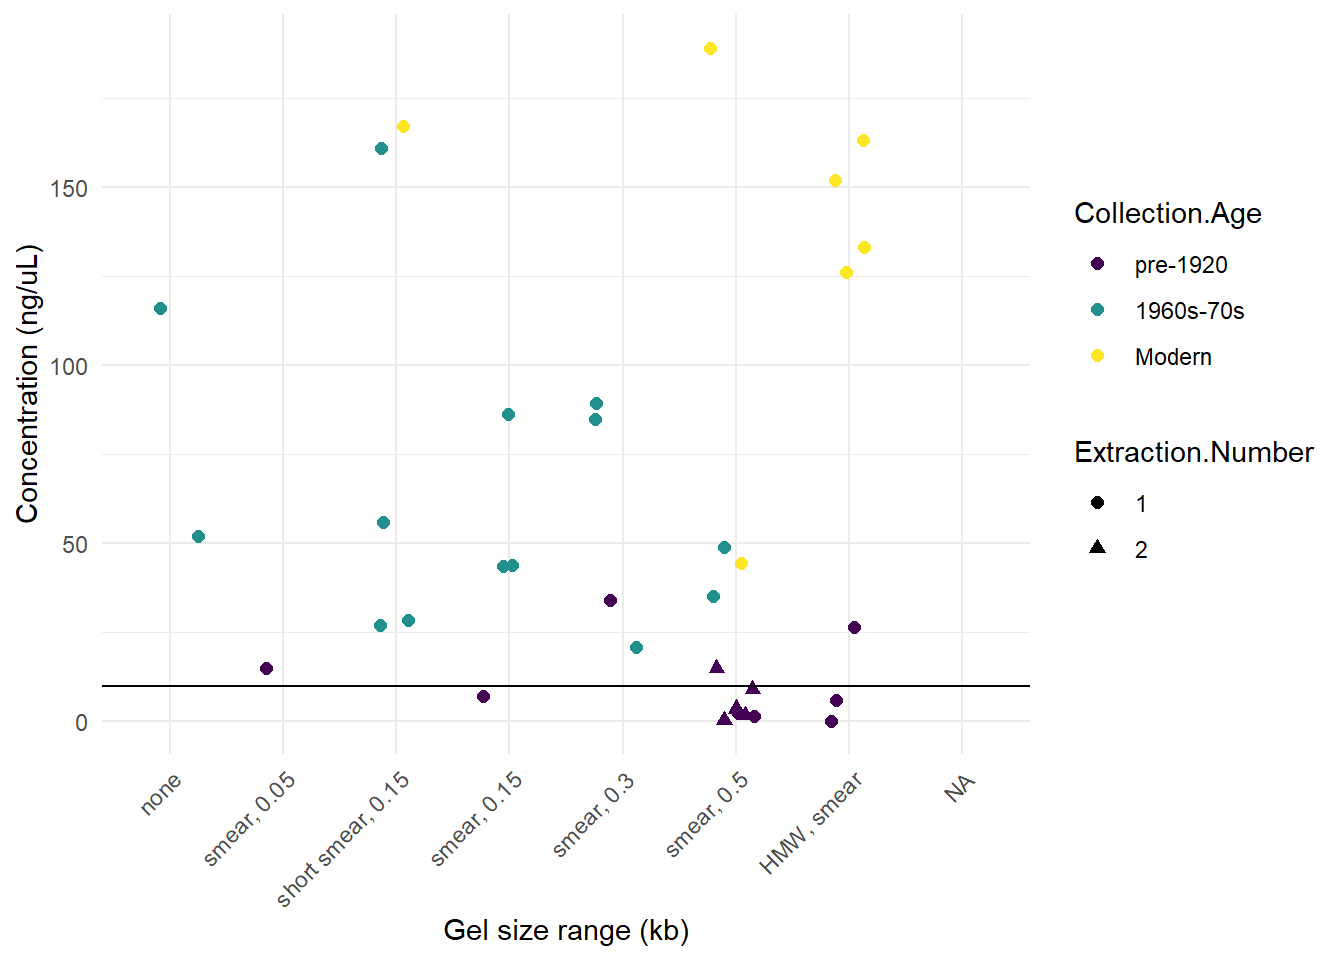 Concentration (ng/uL)
150
100
50
0
none
smear, 0.05
short smear, 0.15
smear, 0.15
smear, 0.3
smear, 0.5
HMW, smear
NA
Gel size range (kb)
Collection.Age
pre-1920
1960s-70s
Modern
Extraction.Number
1
2